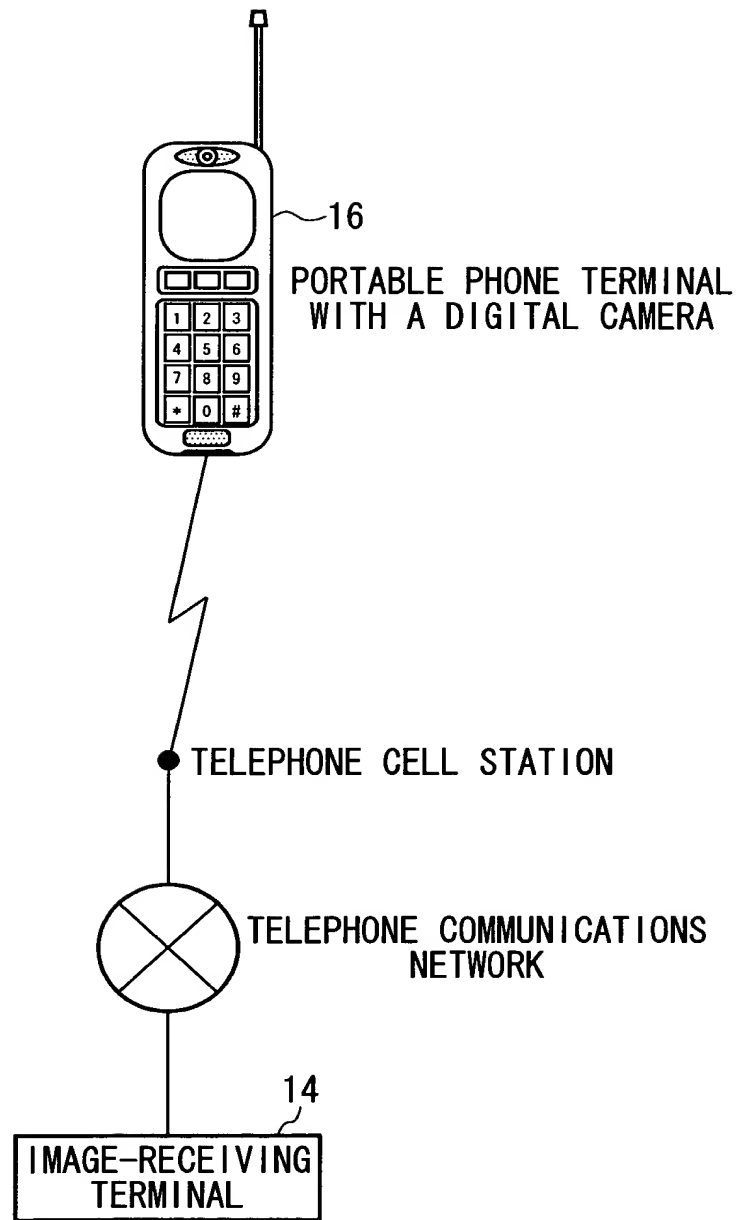 16
PORTABLE PHONE TERMINAL
WITH A DIGITAL CAMERA
1 2 3
4 5 6
7 8 9
* 0 #
TELEPHONE CELL STATION
TELEPHONE COMMUNICATIONS
NETWORK
14
IMAGE-RECEIVING
TERMINAL